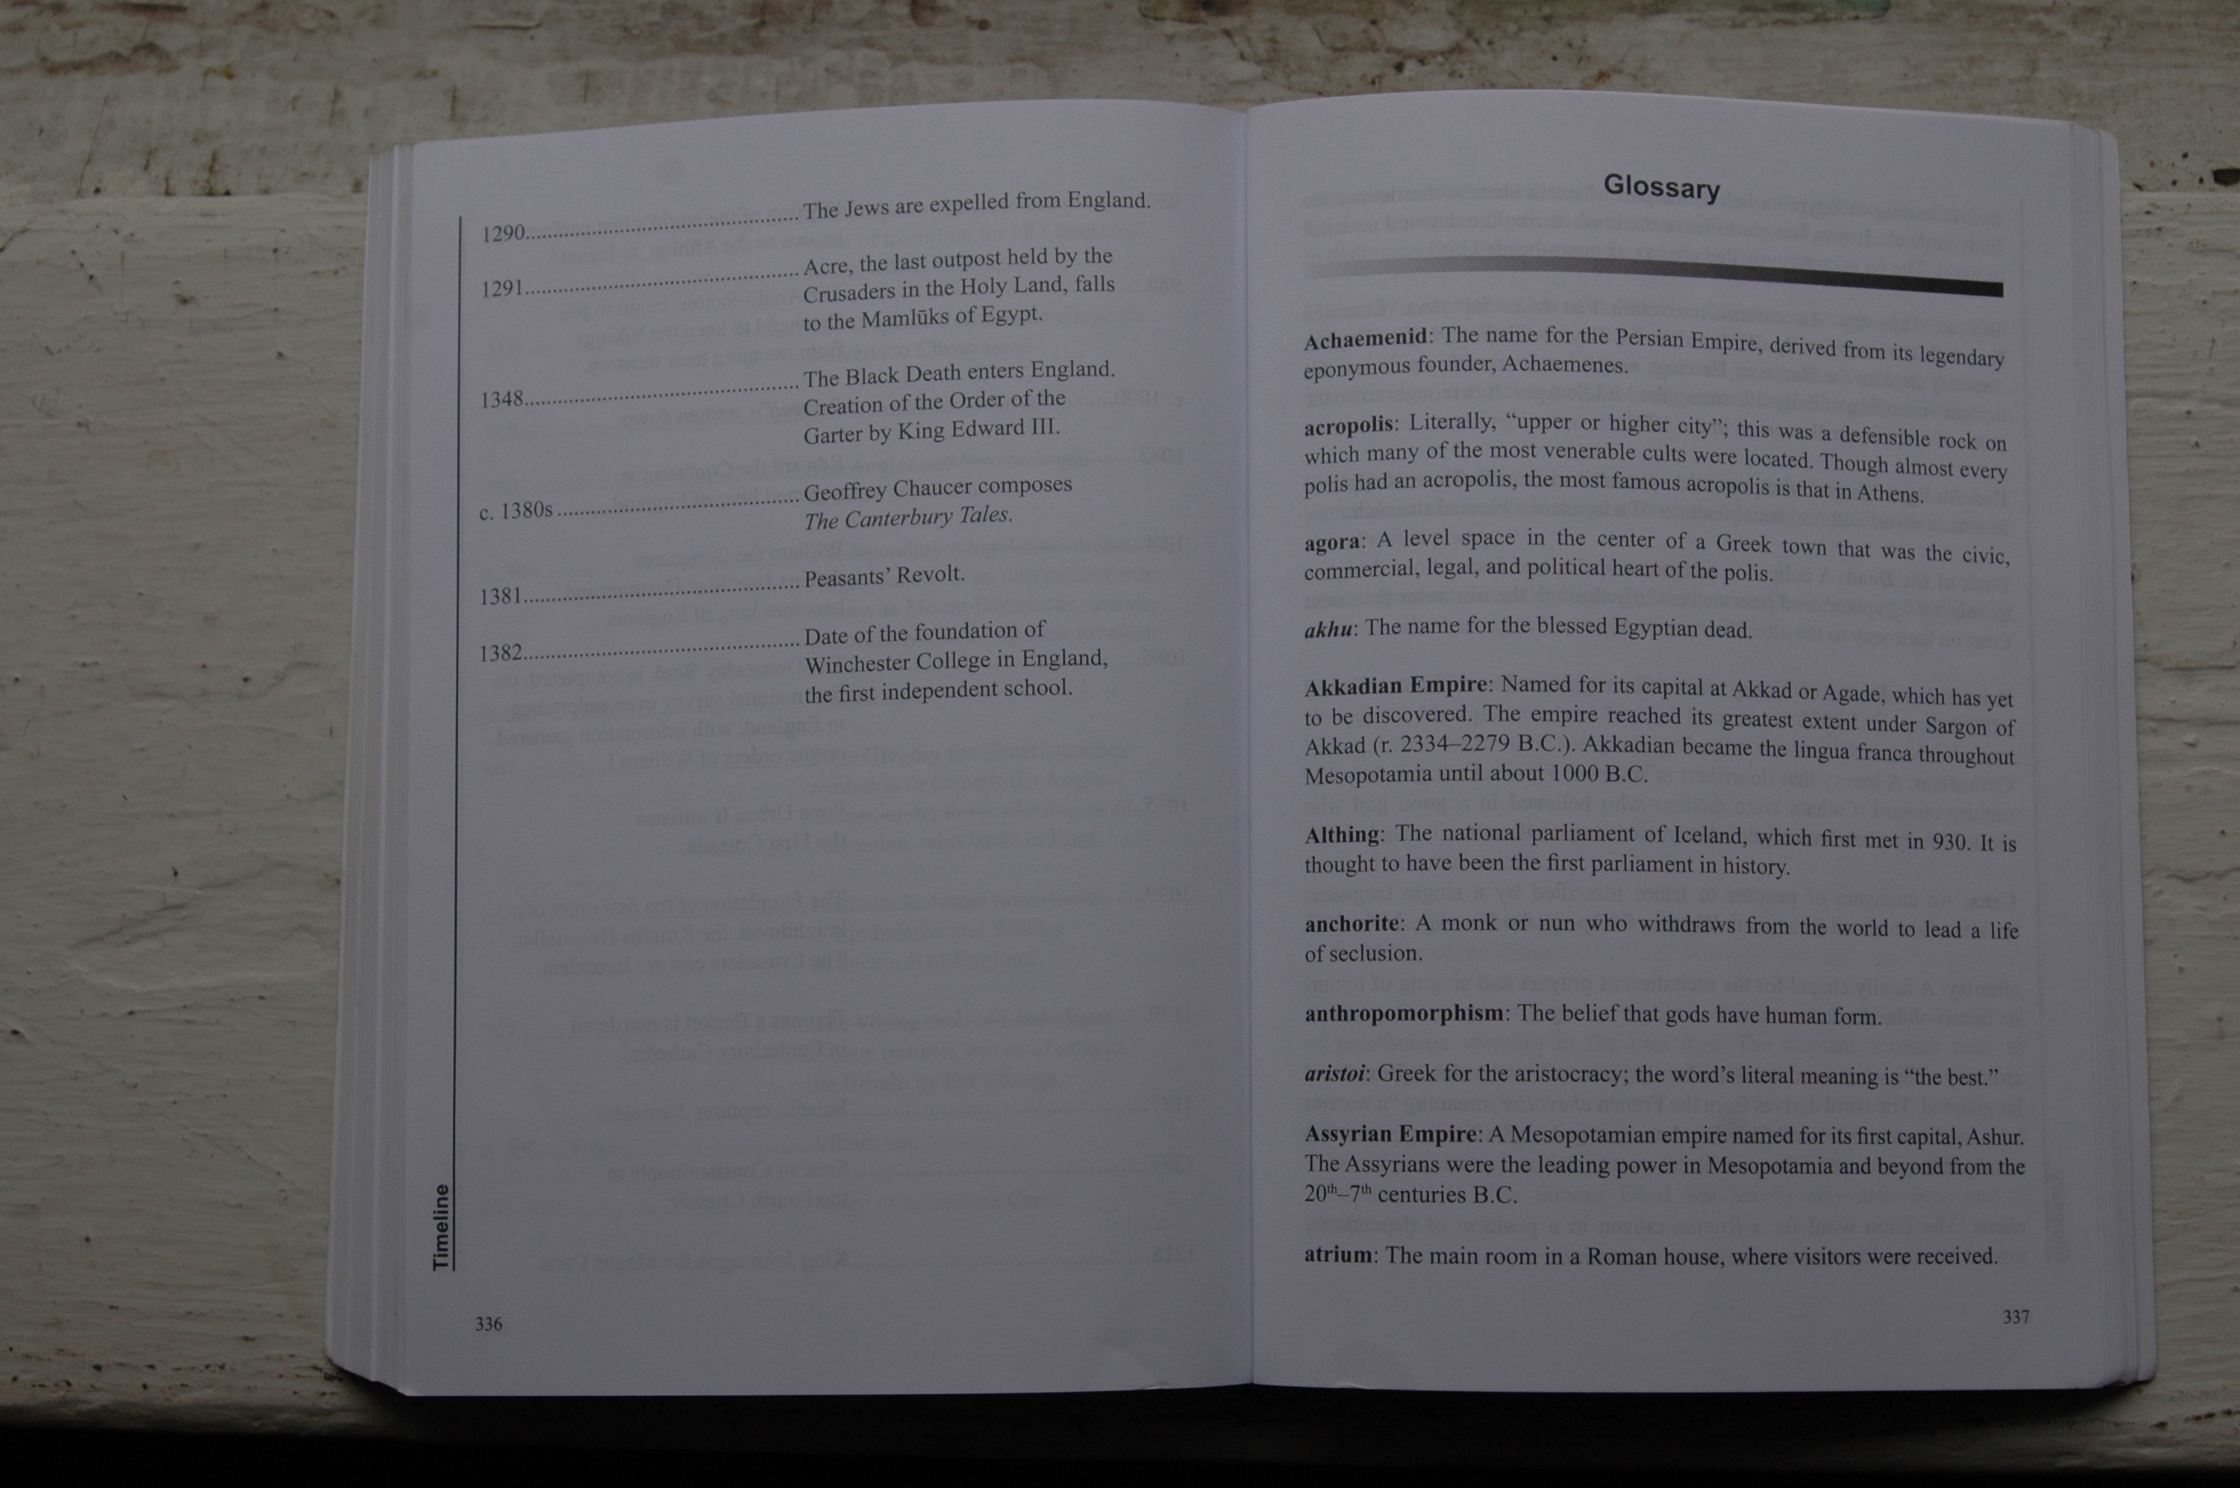 1290.......................................... The Jews are expelled from England.
1291.......................................... Acre, the last outpost held by the
Crusaders in the Holy Land, falls
to the Mamlūks of Egypt.
1348.......................................... The Black Death enters England.
Creation of the Order of the
Garter by King Edward III.
c. 1380s..................................... Geoffrey Chaucer composes
The Canterbury Tales.
1381.......................................... Peasants’ Revolt.
1382.......................................... Date of the foundation of
Winchester College in England,
the first independent school.
Timeline
336
Glossary
Achaemenid: The name for the Persian Empire, derived from its legendary
eponymous founder, Achaemenes.
acropolis: Literally, “upper or higher city”; this was a defensible rock on
which many of the most venerable cults were located. Though almost every
polis had an acropolis, the most famous acropolis is that in Athens.
agora: A level space in the center of a Greek town that was the civic,
commercial, legal, and political heart of the polis.
akhu: The name for the blessed Egyptian dead.
Akkadian Empire: Named for its capital at Akkad or Agade, which has yet
to be discovered. The empire reached its greatest extent under Sargon of
Akkad (r. 2334–2279 B.C.). Akkadian became the lingua franca throughout
Mesopotamia until about 1000 B.C.
Althing: The national parliament of Iceland, which first met in 930. It is
thought to have been the first parliament in history.
anchorite: A monk or nun who withdraws from the world to lead a life
of seclusion.
anthropomorphism: The belief that gods have human form.
aristoi: Greek for the aristocracy; the word’s literal meaning is “the best.”
Assyrian Empire: A Mesopotamian empire named for its first capital, Ashur.
The Assyrians were the leading power in Mesopotamia and beyond from the
20th–7th centuries B.C.
atrium: The main room in a Roman house, where visitors were received.
337